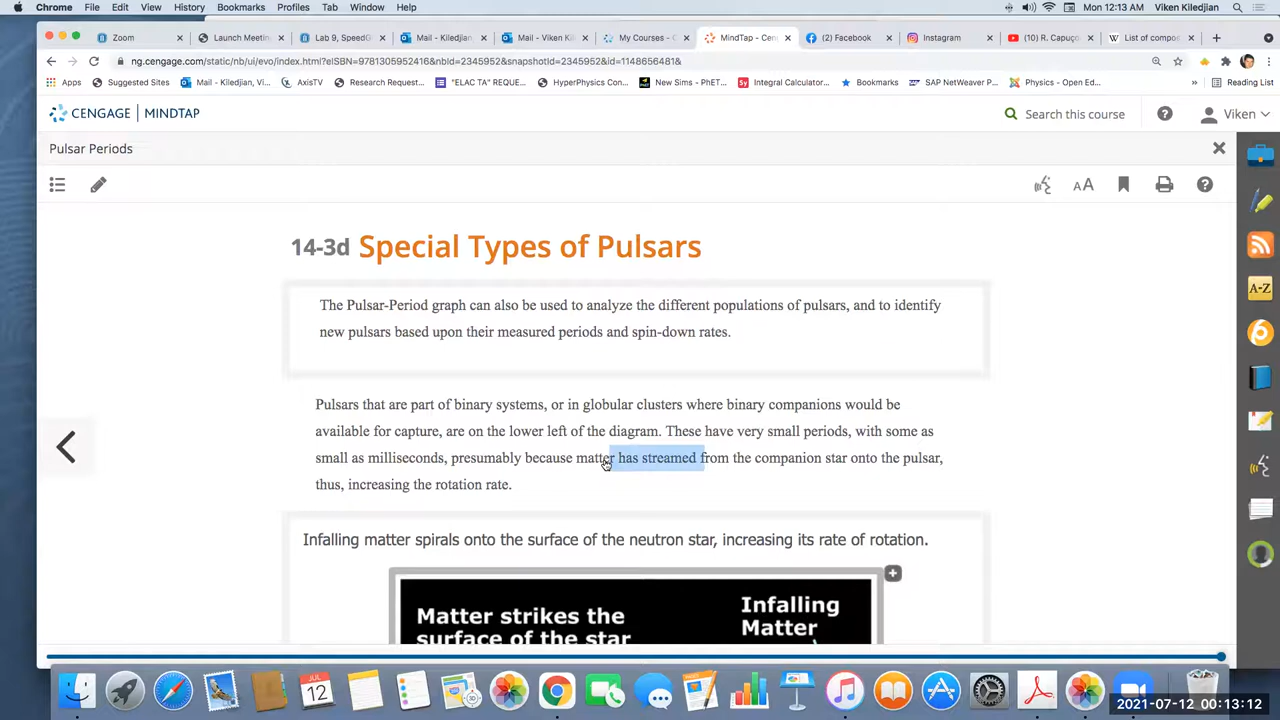 Chrome File Edit View History Bookmarks Profiles Tab Window Help Mon 12:13 AM Viken Kiledjian
Zoom Launch Meetin Lab 9, SpeedG Mail - Kiledjian, Mail - Viken Ki My Courses - C MindTap - Cen (2) Facebook Instagram (10) R. Capuço List of compos
ng.cengage.com/static/nb/ui/evo/index.html?eISBN=9781305952416&nbId=2345952&snapshotId=2345952&id=1148656481&
Apps Suggested Sites Mail - Kiledjian, Vi... AxisTV Research Request... "ELAC TA" REQUE... HyperPhysics Con... New Sims - PhET... Integral Calculator... Bookmarks SAP NetWeaver P... Physics - Open Ed... » Reading List
CENGAGE | MINDTAP
Search this course
Viken
Pulsar Periods
AA
14-3d Special Types of Pulsars
The Pulsar-Period graph can also be used to analyze the different populations of pulsars, and to identify
new pulsars based upon their measured periods and spin-down rates.
Pulsars that are part of binary systems, or in globular clusters where binary companions would be
available for capture, are on the lower left of the diagram. These have very small periods, with some as
small as milliseconds, presumably because matter has streamed from the companion star onto the pulsar,
thus, increasing the rotation rate.
Infalling matter spirals onto the surface of the neutron star, increasing its rate of rotation.
Matter strikes the
surface of the star
Infalling
Matter
A-Z
JUL
12
2021-07-12 00:13:12